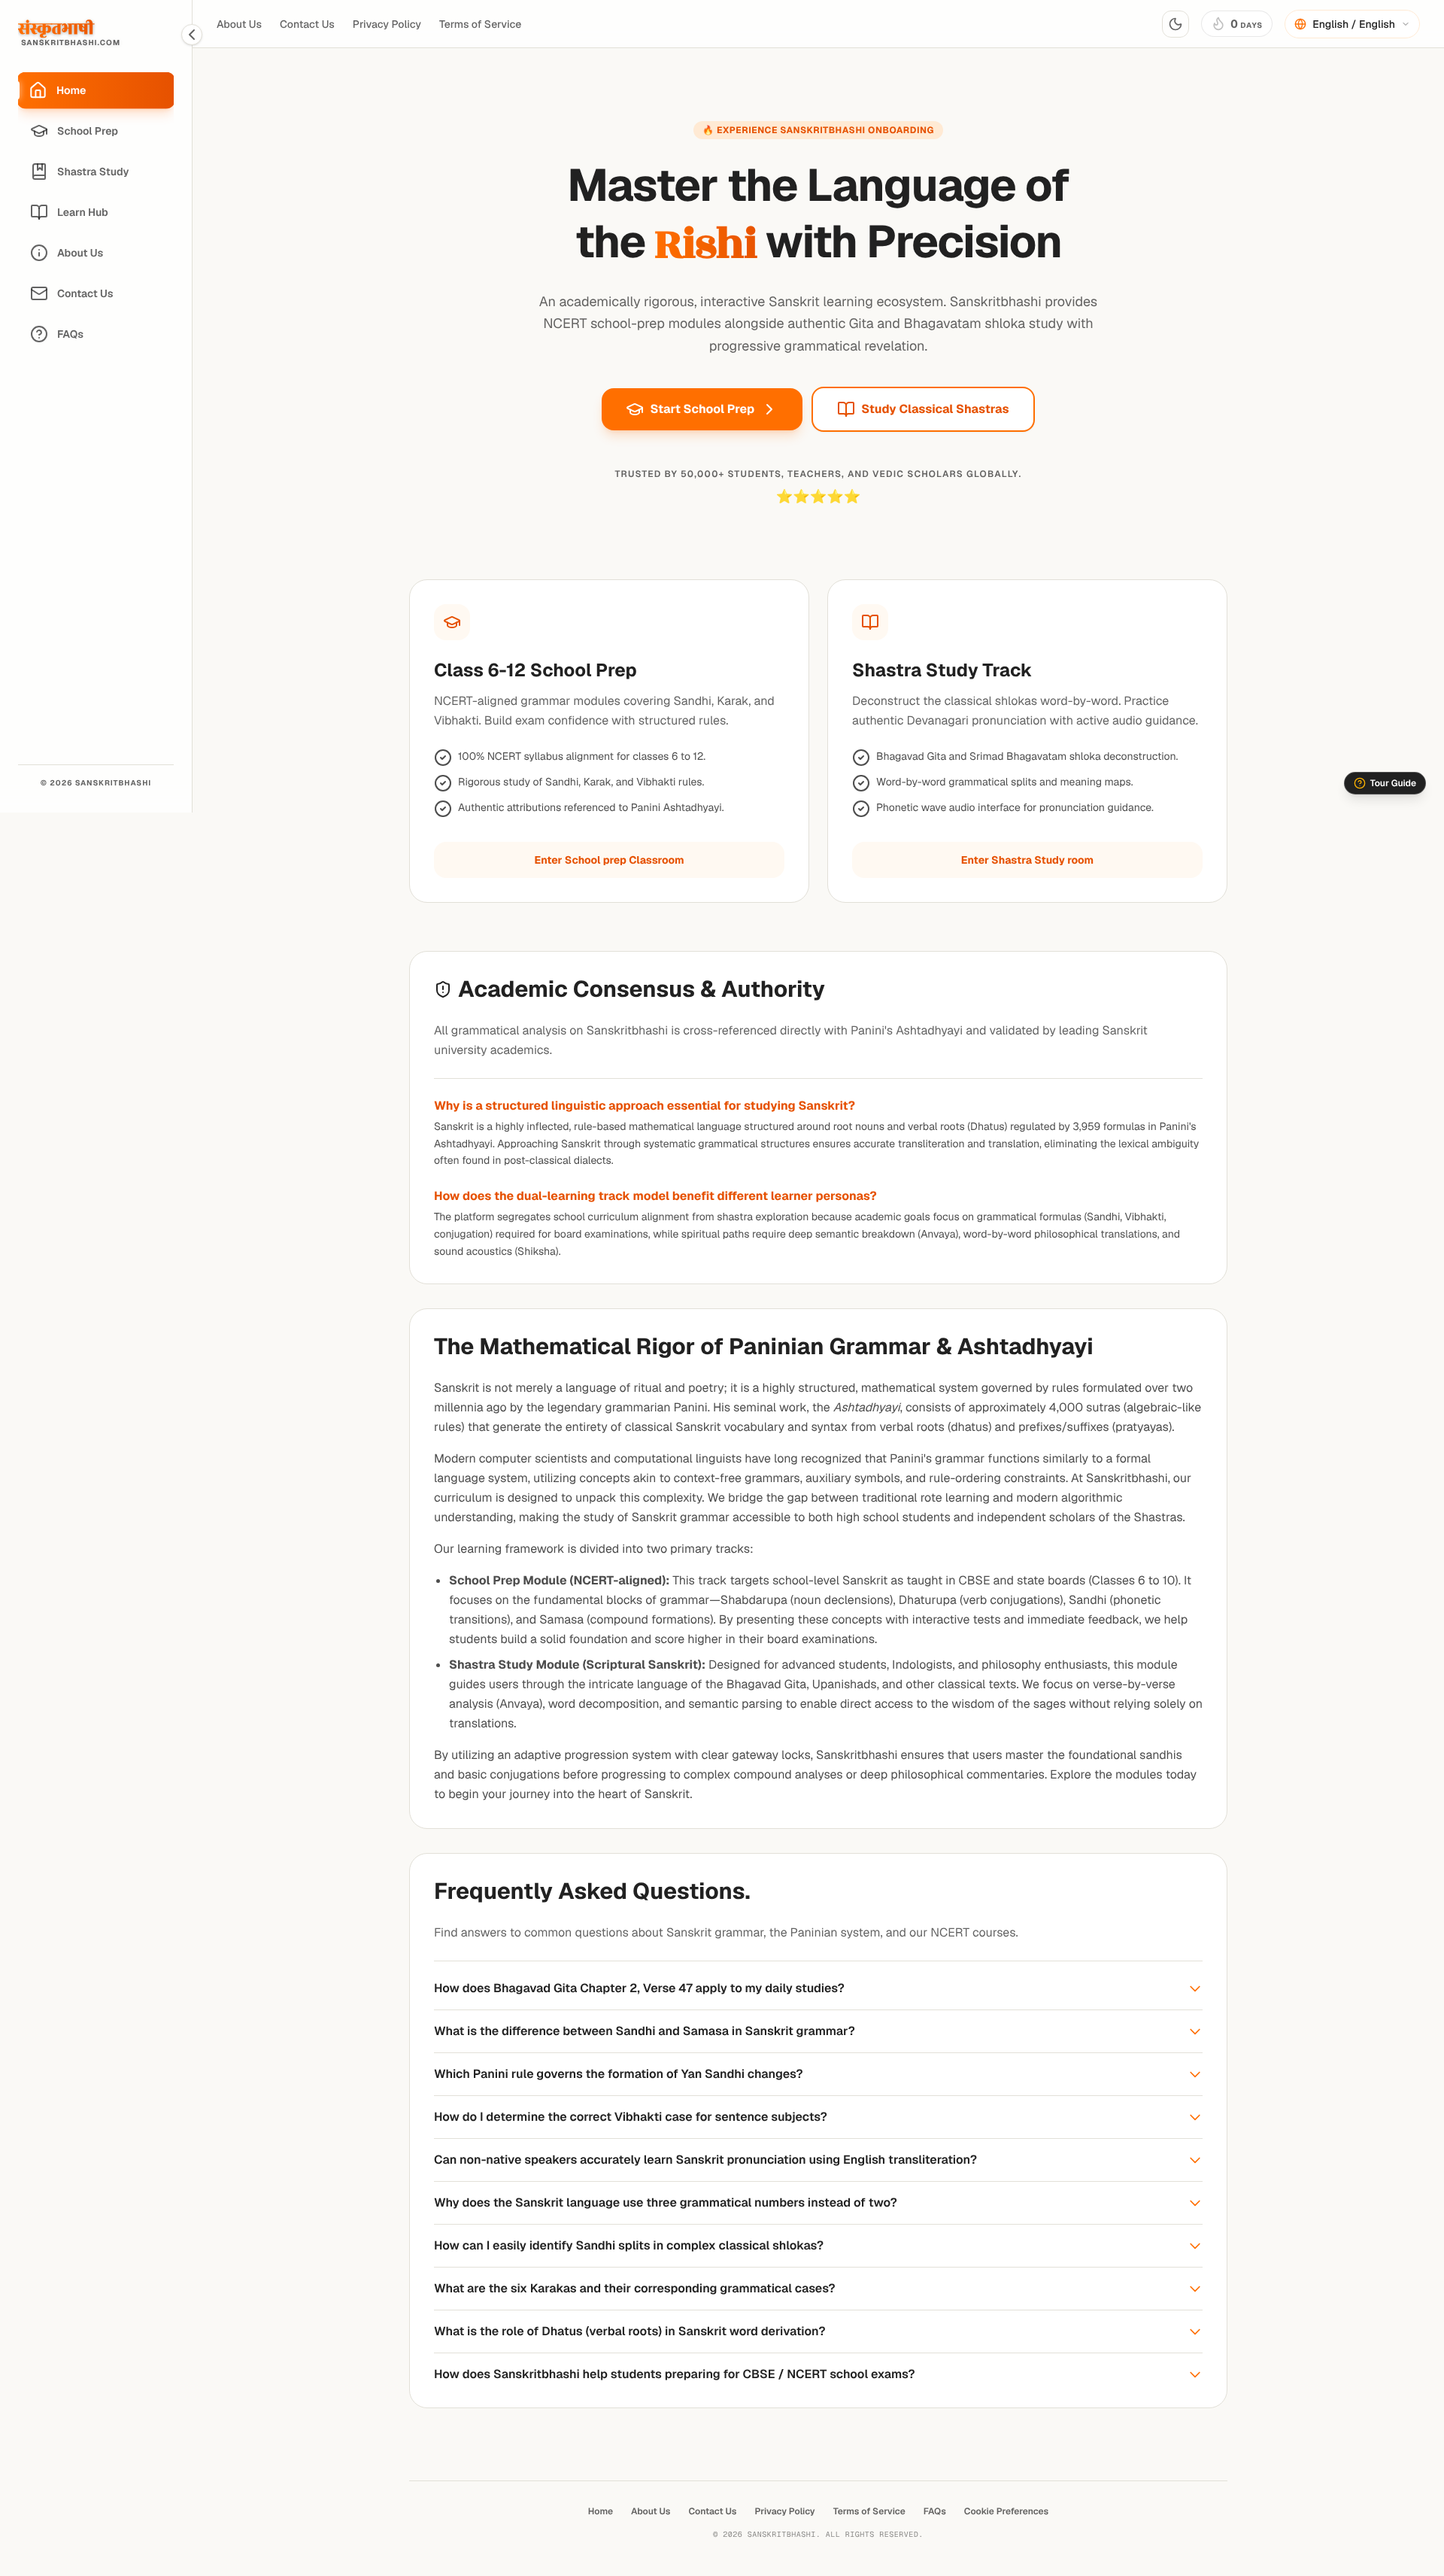 संस्कृतभाषी
SANSKRITBHASHI.COM
Home
School Prep
Shastra Study
Learn Hub
About Us
Contact Us
FAQs
© 2026 SANSKRITBHASHI
About Us
Contact Us
Privacy Policy
Terms of Service
0 DAYS
English / English
🔥 EXPERIENCE SANSKRITBHASHI ONBOARDING
Master the Language of
the Rishi with Precision
An academically rigorous, interactive Sanskrit learning ecosystem. Sanskritbhashi provides
NCERT school-prep modules alongside authentic Gita and Bhagavatam shloka study with
progressive grammatical revelation.
Start School Prep
Study Classical Shastras
TRUSTED BY 50,000+ STUDENTS, TEACHERS, AND VEDIC SCHOLARS GLOBALLY.
⭐⭐⭐⭐⭐
Class 6-12 School Prep
NCERT-aligned grammar modules covering Sandhi, Karak, and
Vibhakti. Build exam confidence with structured rules.
100% NCERT syllabus alignment for classes 6 to 12.
Rigorous study of Sandhi, Karak, and Vibhakti rules.
Authentic attributions referenced to Panini Ashtadhyayi.
Enter School prep Classroom
Shastra Study Track
Deconstruct the classical shlokas word-by-word. Practice
authentic Devanagari pronunciation with active audio guidance.
Bhagavad Gita and Srimad Bhagavatam shloka deconstruction.
Word-by-word grammatical splits and meaning maps.
Phonetic wave audio interface for pronunciation guidance.
Enter Shastra Study room
Tour Guide
Academic Consensus & Authority
All grammatical analysis on Sanskritbhashi is cross-referenced directly with Panini's Ashtadhyayi and validated by leading Sanskrit
university academics.
Why is a structured linguistic approach essential for studying Sanskrit?
Sanskrit is a highly inflected, rule-based mathematical language structured around root nouns and verbal roots (Dhatus) regulated by 3,959 formulas in Panini's
Ashtadhyayi. Approaching Sanskrit through systematic grammatical structures ensures accurate transliteration and translation, eliminating the lexical ambiguity
often found in post-classical dialects.
How does the dual-learning track model benefit different learner personas?
The platform segregates school curriculum alignment from shastra exploration because academic goals focus on grammatical formulas (Sandhi, Vibhakti,
conjugation) required for board examinations, while spiritual paths require deep semantic breakdown (Anvaya), word-by-word philosophical translations, and
sound acoustics (Shiksha).
The Mathematical Rigor of Paninian Grammar & Ashtadhyayi
Sanskrit is not merely a language of ritual and poetry; it is a highly structured, mathematical system governed by rules formulated over two
millennia ago by the legendary grammarian Panini. His seminal work, the Ashtadhyayi, consists of approximately 4,000 sutras (algebraic-like
rules) that generate the entirety of classical Sanskrit vocabulary and syntax from verbal roots (dhatus) and prefixes/suffixes (pratyayas).
Modern computer scientists and computational linguists have long recognized that Panini's grammar functions similarly to a formal
language system, utilizing concepts akin to context-free grammars, auxiliary symbols, and rule-ordering constraints. At Sanskritbhashi, our
curriculum is designed to unpack this complexity. We bridge the gap between traditional rote learning and modern algorithmic
understanding, making the study of Sanskrit grammar accessible to both high school students and independent scholars of the Shastras.
Our learning framework is divided into two primary tracks:
• School Prep Module (NCERT-aligned): This track targets school-level Sanskrit as taught in CBSE and state boards (Classes 6 to 10). It
focuses on the fundamental blocks of grammar—Shabdarupa (noun declensions), Dhaturupa (verb conjugations), Sandhi (phonetic
transitions), and Samasa (compound formations). By presenting these concepts with interactive tests and immediate feedback, we help
students build a solid foundation and score higher in their board examinations.
• Shastra Study Module (Scriptural Sanskrit): Designed for advanced students, Indologists, and philosophy enthusiasts, this module
guides users through the intricate language of the Bhagavad Gita, Upanishads, and other classical texts. We focus on verse-by-verse
analysis (Anvaya), word decomposition, and semantic parsing to enable direct access to the wisdom of the sages without relying solely on
translations.
By utilizing an adaptive progression system with clear gateway locks, Sanskritbhashi ensures that users master the foundational sandhis
and basic conjugations before progressing to complex compound analyses or deep philosophical commentaries. Explore the modules today
to begin your journey into the heart of Sanskrit.
Frequently Asked Questions.
Find answers to common questions about Sanskrit grammar, the Paninian system, and our NCERT courses.
How does Bhagavad Gita Chapter 2, Verse 47 apply to my daily studies?
What is the difference between Sandhi and Samasa in Sanskrit grammar?
Which Panini rule governs the formation of Yan Sandhi changes?
How do I determine the correct Vibhakti case for sentence subjects?
Can non-native speakers accurately learn Sanskrit pronunciation using English transliteration?
Why does the Sanskrit language use three grammatical numbers instead of two?
How can I easily identify Sandhi splits in complex classical shlokas?
What are the six Karakas and their corresponding grammatical cases?
What is the role of Dhatus (verbal roots) in Sanskrit word derivation?
How does Sanskritbhashi help students preparing for CBSE / NCERT school exams?
Home
About Us
Contact Us
Privacy Policy
Terms of Service
FAQs
Cookie Preferences
© 2026 SANSKRITBHASHI. ALL RIGHTS RESERVED.